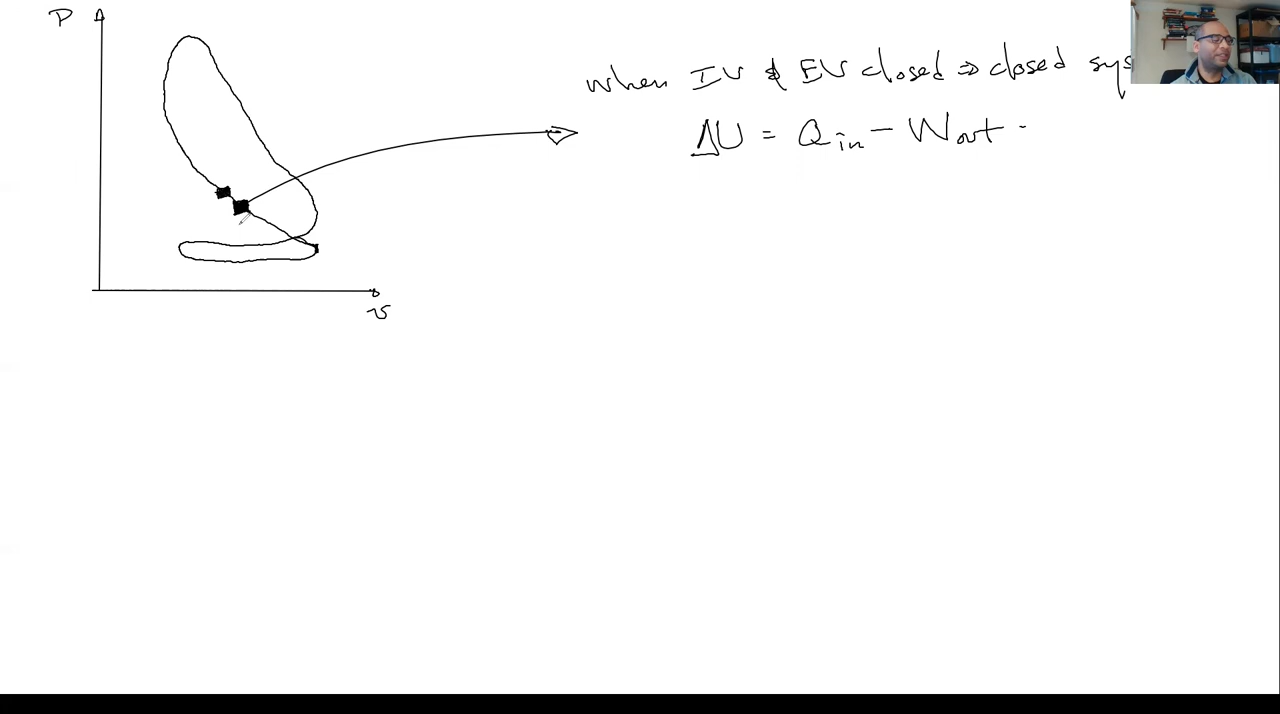 P
when IV & EV closed ⇒ closed sys
ΔU = Qin - Wout
v